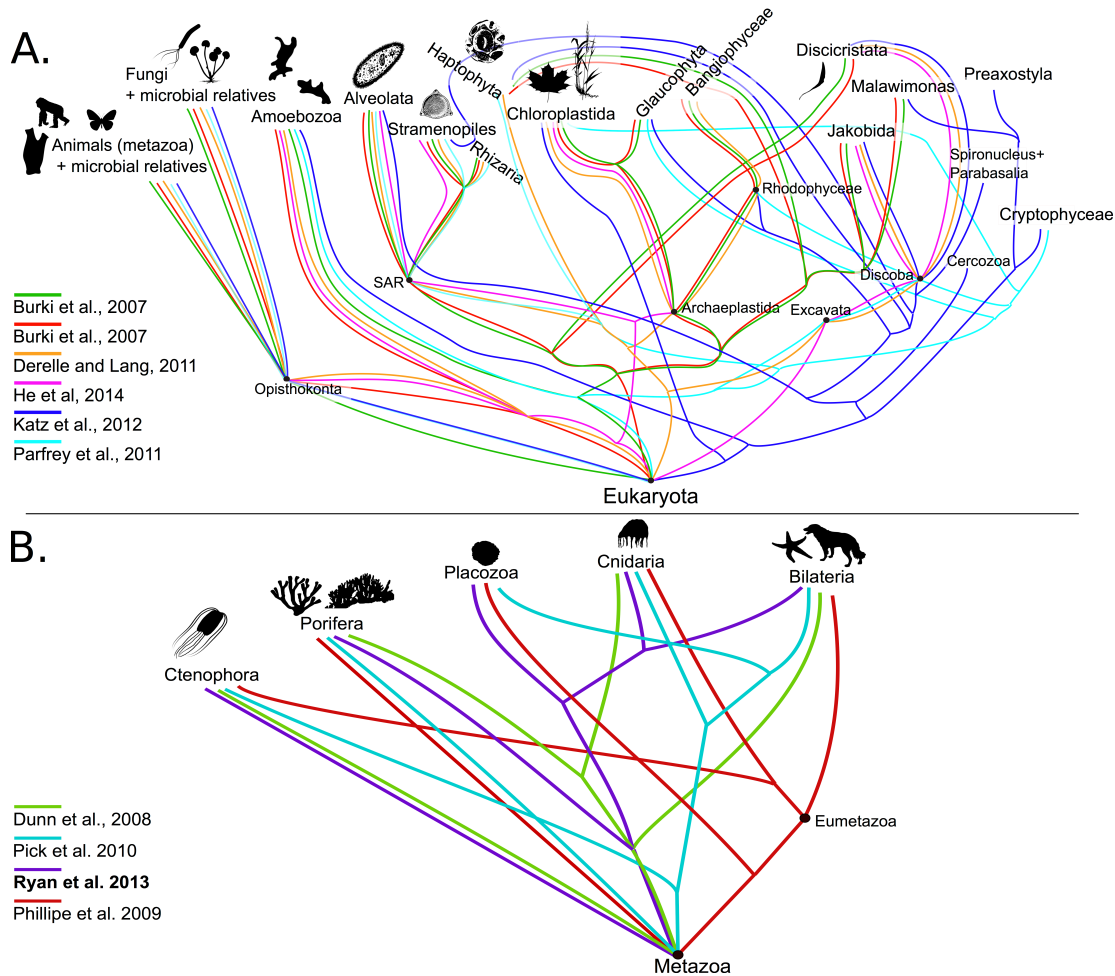 A.
Fungi
+ microbial relatives
Animals (metazoa)
+ microbial relatives
Amoebozoa
Alveolata
Stramenopiles
Rhizaria
Haptophyta
Chloroplastida
Glaucophyta
Bangiophyceae
Discicristata
Malawimonas
Preaxostyla
Jakobida
Spironucleus+
Parabasalia
Rhodophyceae
Cryptophyceae
SAR
Discoba
Cercozoa
Archaeplastida
Excavata
Opisthokonta
Eukaryota
Burki et al., 2007
Burki et al., 2007
Derelle and Lang, 2011
He et al, 2014
Katz et al., 2012
Parfrey et al., 2011
B.
Placozoa
Cnidaria
Bilateria
Porifera
Ctenophora
Eumetazoa
Metazoa
Dunn et al., 2008
Pick et al. 2010
Ryan et al. 2013
Phillipe et al. 2009